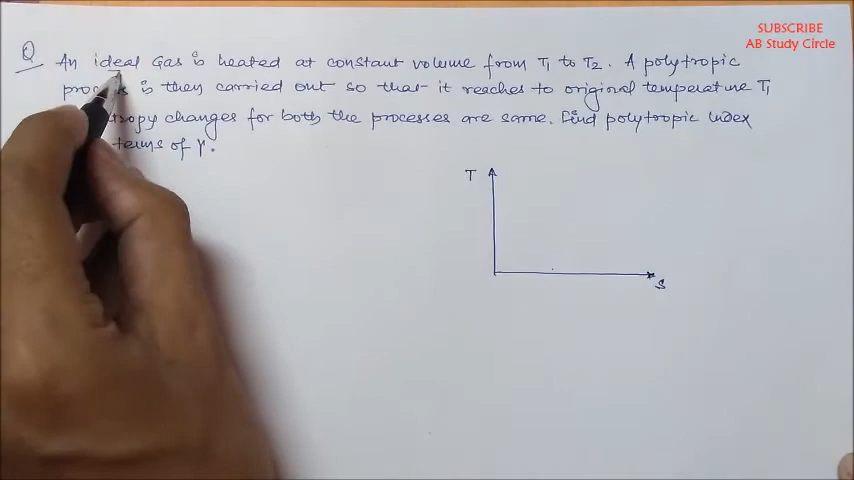 SUBSCRIBE
AB Study Circle
Q An ideal Gas is heated at constant volume from T1 to T2. A polytropic
is then carried out so that it reaches to original temperature T1
changes for both the processes are same. Find polytropic index
terms of γ.
T
S